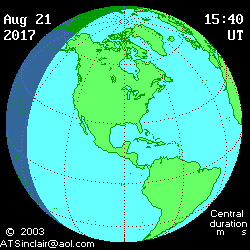 Aug 21 15:40
2017 UT
Central
duration
m s
© 2003
ATSinclair@aol.com